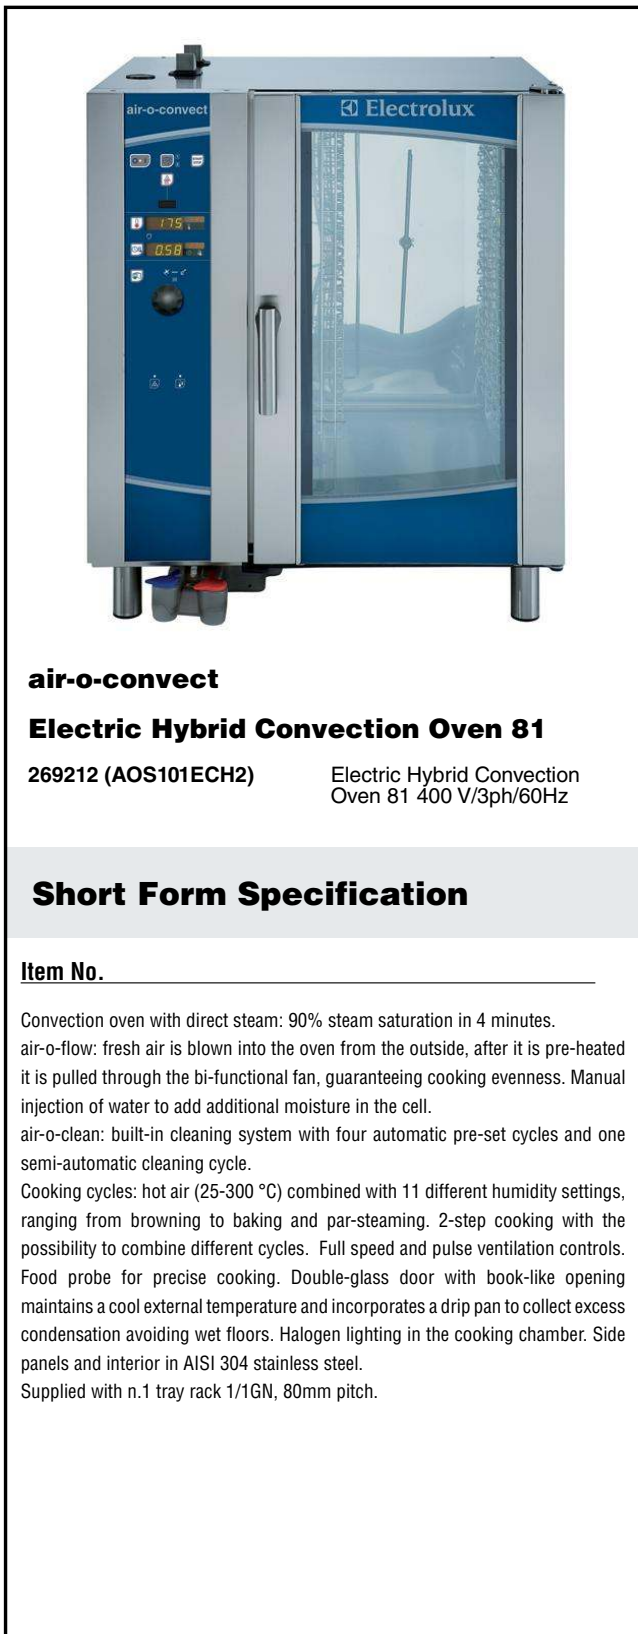 air-o-convect
Electrolux
175
0.58
air-o-convect
Electric Hybrid Convection Oven 81
269212 (AOS101ECH2)
Electric Hybrid Convection
Oven 81 400 V/3ph/60Hz
Short Form Specification
Item No.
Convection oven with direct steam: 90% steam saturation in 4 minutes.
air-o-flow: fresh air is blown into the oven from the outside, after it is pre-heated
it is pulled through the bi-functional fan, guaranteeing cooking evenness. Manual
injection of water to add additional moisture in the cell.
air-o-clean: built-in cleaning system with four automatic pre-set cycles and one
semi-automatic cleaning cycle.
Cooking cycles: hot air (25-300 °C) combined with 11 different humidity settings,
ranging from browning to baking and par-steaming. 2-step cooking with the
possibility to combine different cycles. Full speed and pulse ventilation controls.
Food probe for precise cooking. Double-glass door with book-like opening
maintains a cool external temperature and incorporates a drip pan to collect excess
condensation avoiding wet floors. Halogen lighting in the cooking chamber. Side
panels and interior in AISI 304 stainless steel.
Supplied with n.1 tray rack 1/1GN, 80mm pitch.